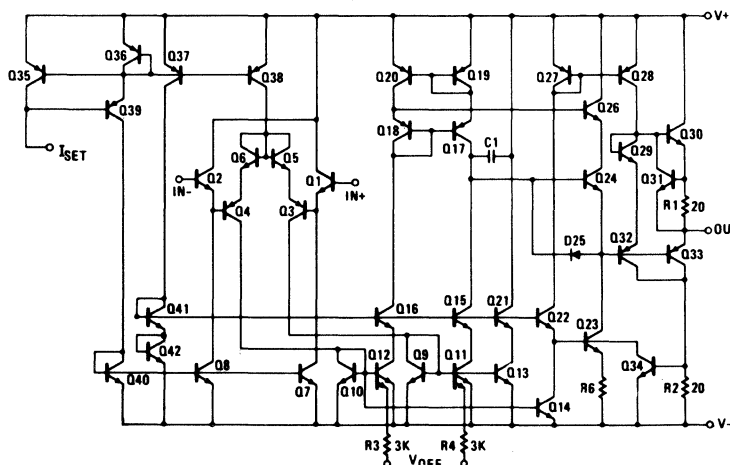 V+
Q36
Q37
Q35
Q38
Q39
ISET
Q20
Q19
Q27
Q28
Q26
Q30
Q18
Q17
C1
Q29
Q6
Q5
Q2
Q1
IN-
IN+
Q4
Q3
Q24
Q31
R1
20
OU
D25
Q32
Q33
Q41
Q16
Q15
Q21
Q22
Q42
Q23
Q40
Q8
Q7
Q10
Q12
Q9
Q11
Q13
Q34
R6
R2
20
Q14
V-
R3
3K
R4
3K
VOFF